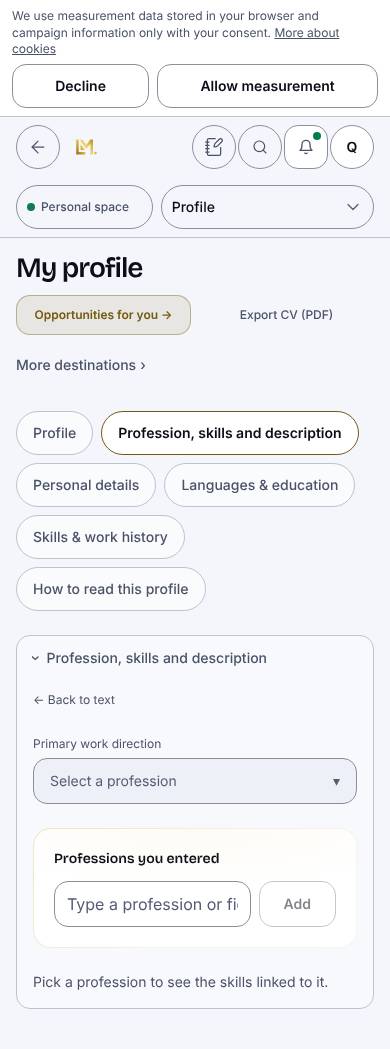 We use measurement data stored in your browser and
campaign information only with your consent. More about
cookies
Decline
Allow measurement
LM.
Q
Personal space
Profile
My profile
Opportunities for you →
Export CV (PDF)
More destinations ›
Profile
Profession, skills and description
Personal details
Languages & education
Skills & work history
How to read this profile
Profession, skills and description
← Back to text
Primary work direction
Select a profession
Professions you entered
Type a profession or fi
Add
Pick a profession to see the skills linked to it.